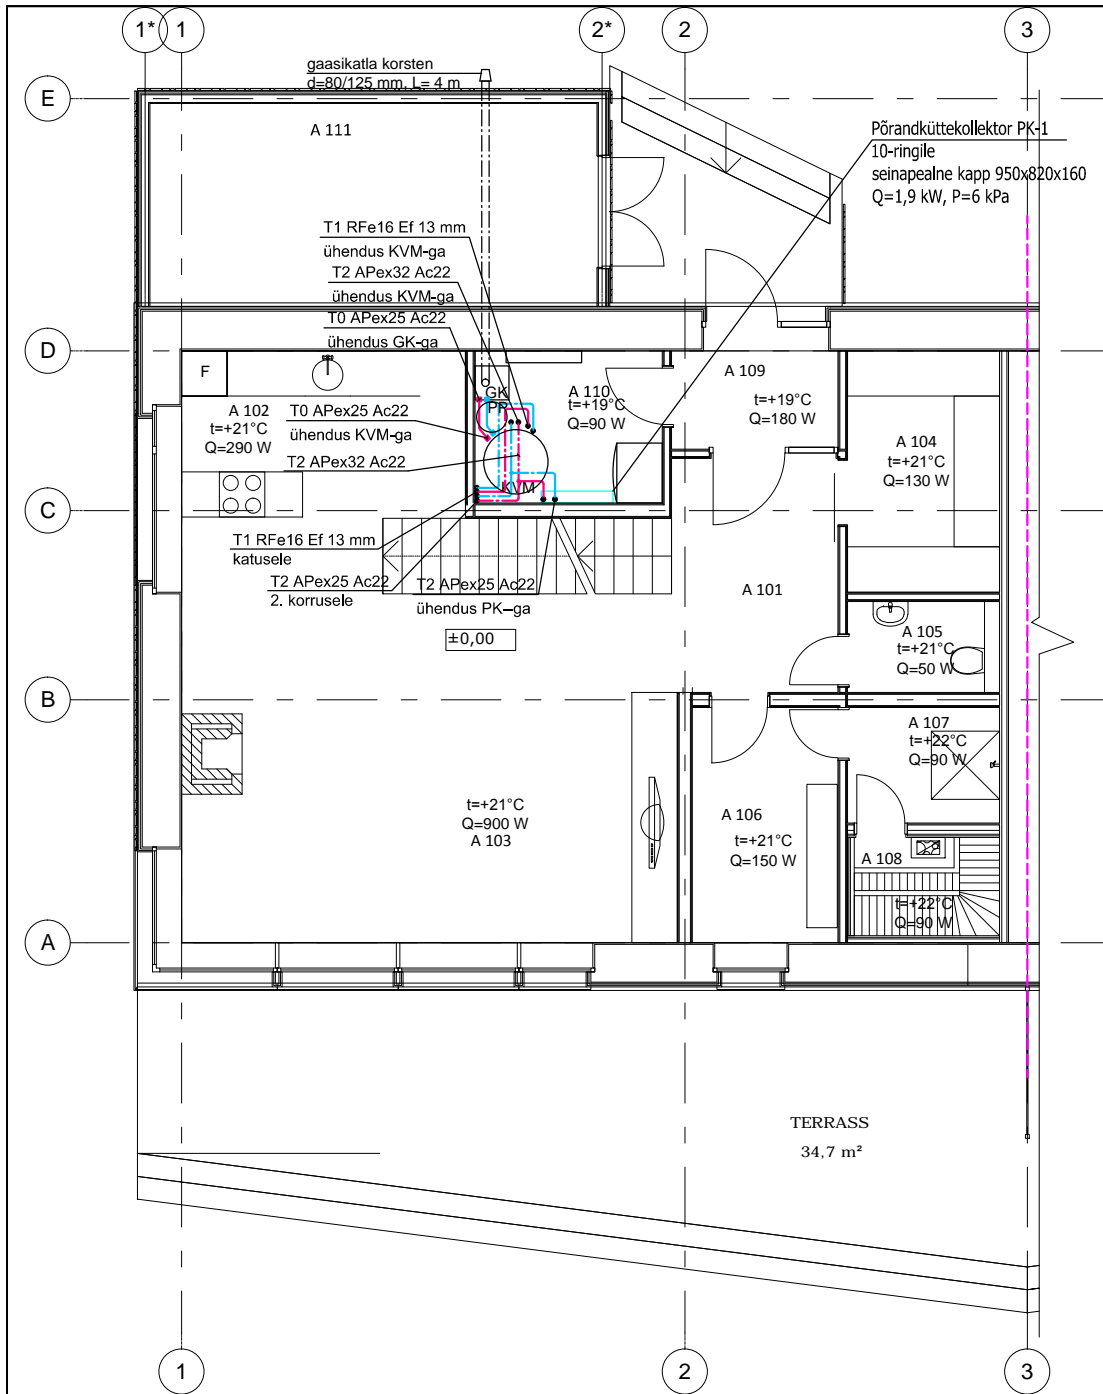 1*
1
2*
2
3
gaasikatla korsten
d=80/125 mm, L= 4 m
E
A 111
Põrandküttekollektor PK-1
10-ringile
seinapealne kapp 950x820x160
Q=1,9 kW, P=6 kPa
T1 RFe16 Ef 13 mm
ühendus KVM-ga
T2 APex32 Ac22
ühendus KVM-ga
T0 APex25 Ac22
ühendus GK-ga
D
F
GK
PP
A 110
t=+19°C
Q=90 W
A 109
t=+19°C
Q=180 W
A 102
t=+21°C
Q=290 W
T0 APex25 Ac22
ühendus KVM-ga
T2 APex32 Ac22
A 104
t=+21°C
Q=130 W
KVM
C
T1 RFe16 Ef 13 mm
katusele
T2 APex25 Ac22
2. korrusele
T2 APex25 Ac22
ühendus PK-ga
A 101
±0,00
A 105
t=+21°C
Q=50 W
B
A 107
t=+22°C
Q=90 W
t=+21°C
Q=900 W
A 103
A 106
t=+21°C
Q=150 W
A 108
t=+22°C
Q=90 W
A
TERRASS
34,7 m²
1
2
3